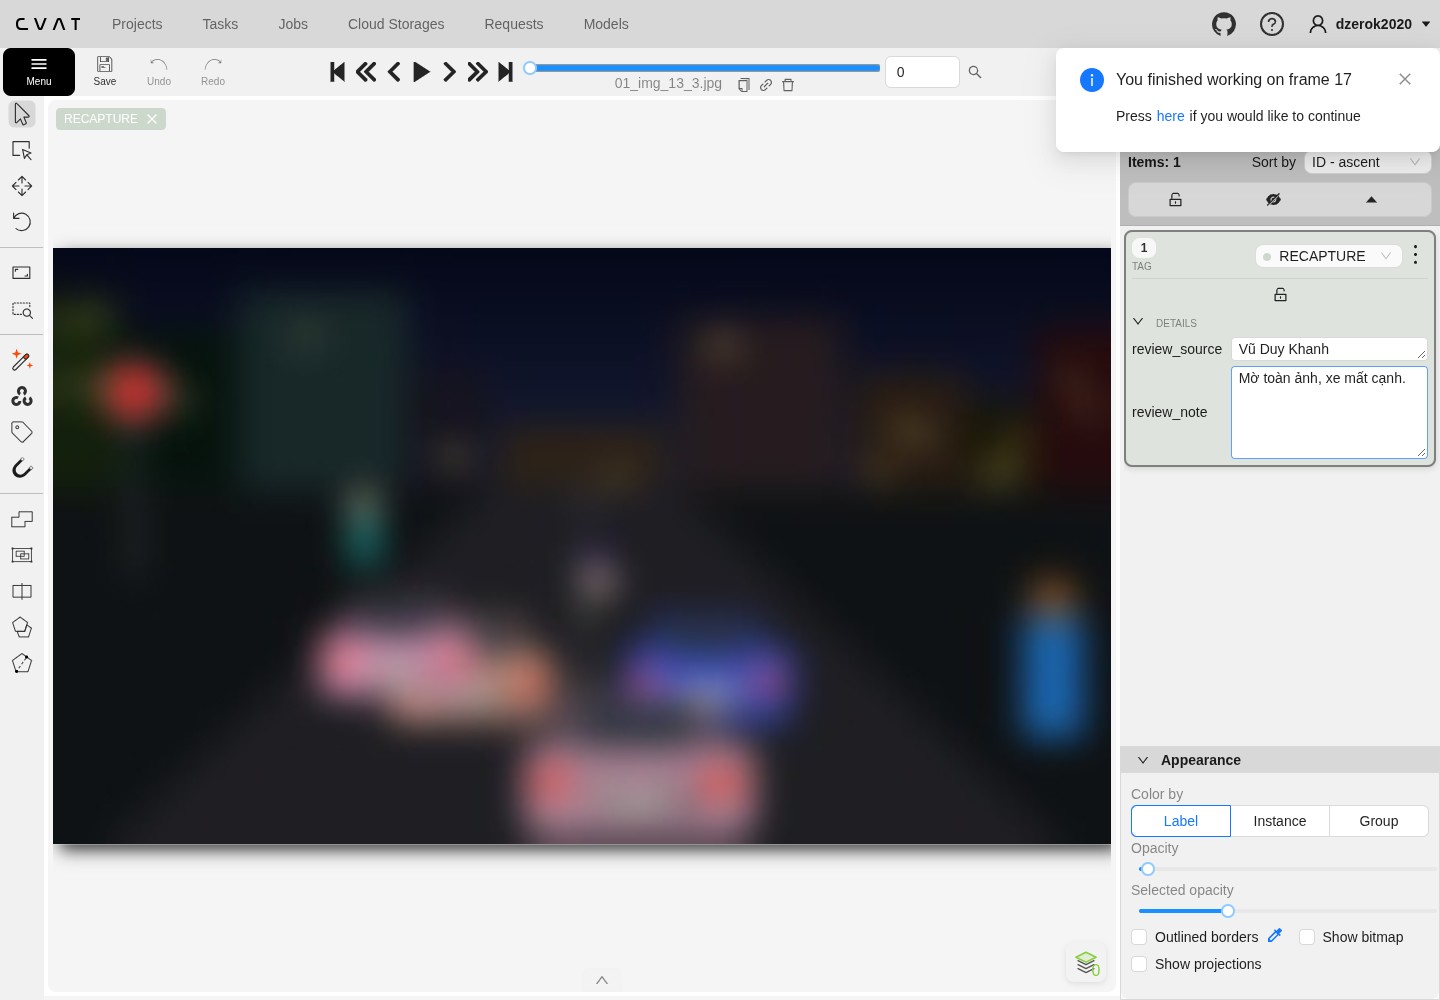 CVAT Projects Tasks Jobs Cloud Storages Requests Models dzerok2020
Menu Save Undo Redo
01_img_13_3.jpg
0
You finished working on frame 17
Press here if you would like to continue
RECAPTURE
Items: 1 Sort by ID - ascent
1
TAG
RECAPTURE
DETAILS
review_source Vũ Duy Khanh
review_note Mờ toàn ảnh, xe mất cạnh.
Appearance
Color by
Label Instance Group
Opacity
Selected opacity
Outlined borders Show bitmap
Show projections
0